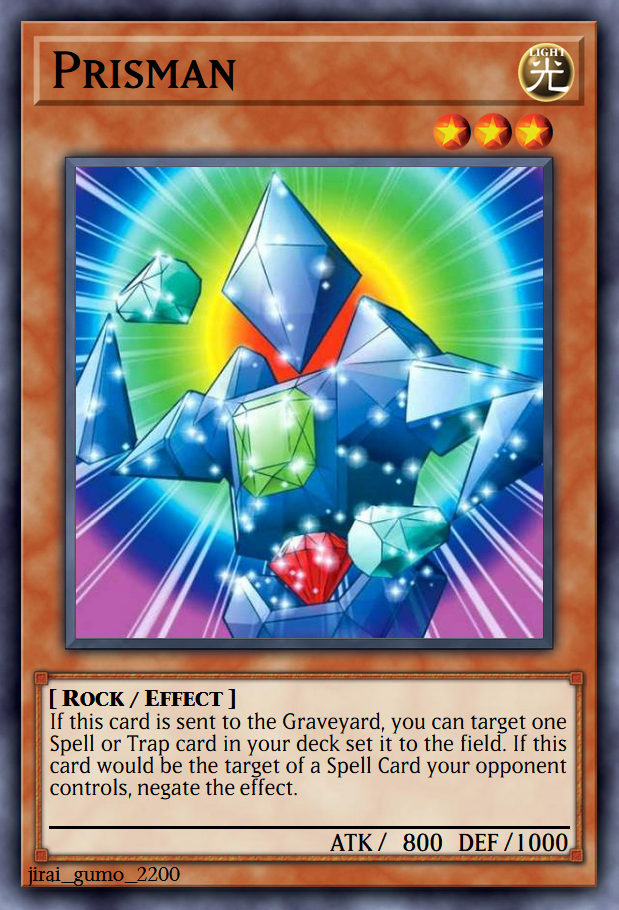 Prisman
LIGHT
光
[ Rock / Effect ]
If this card is sent to the Graveyard, you can target one
Spell or Trap card in your deck set it to the field. If this
card would be the target of a Spell Card your opponent
controls, negate the effect.
ATK / 800 DEF /1000
jirai_gumo_2200